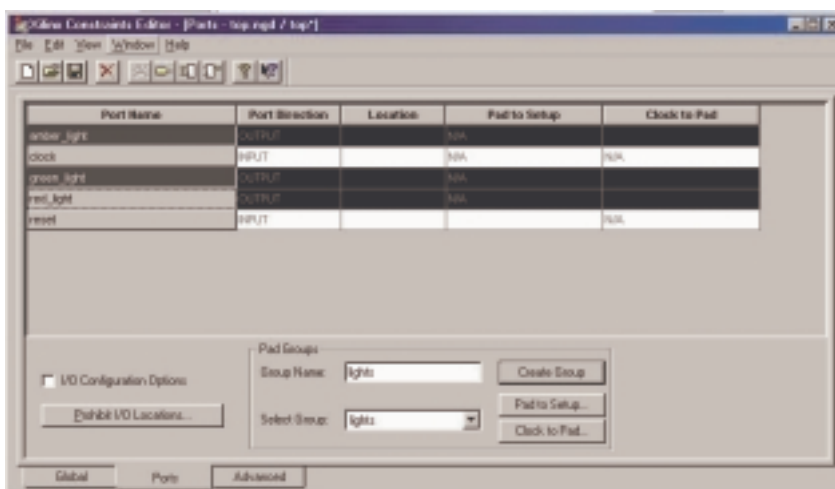 Xilinx Constraints Editor - [Ports - top.ngd / top*]
File Edit View Window Help
Port Name Port Direction Location Pad to Setup Clock to Pad
amber_light OUTPUT N/A
clock INPUT N/A N/A
green_light OUTPUT N/A
red_light OUTPUT N/A
reset INPUT N/A
Pad Groups
Group Name: lights Create Group
I/O Configuration Options
Pad to Setup...
Prohibit I/O Locations...
Select Group: lights
Clock to Pad...
Global Ports Advanced